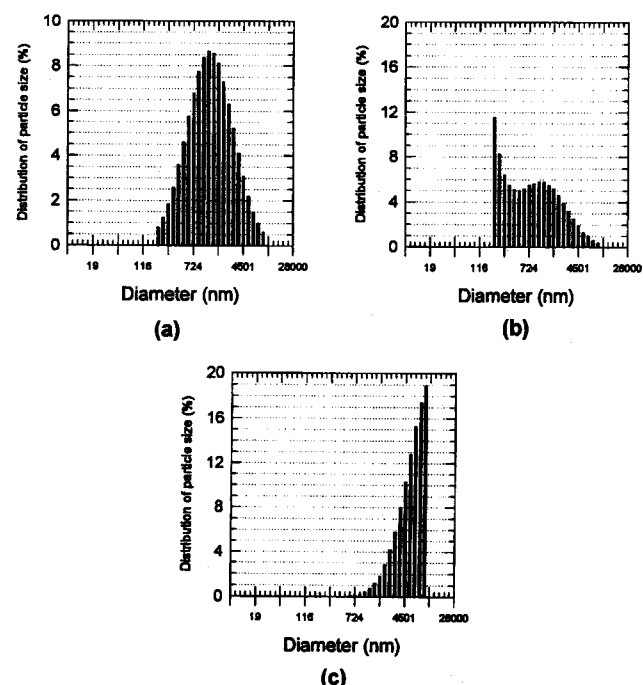 10
8
6
4
2
0
Distribution of particle size (%)
19 116 724 4501 28000
Diameter (nm)
(a)
20
16
12
8
4
0
Distribution of particle size (%)
19 116 724 4501 28000
Diameter (nm)
(b)
20
16
12
8
4
0
Distribution of particle size (%)
19 116 724 4501 28000
Diameter (nm)
(c)